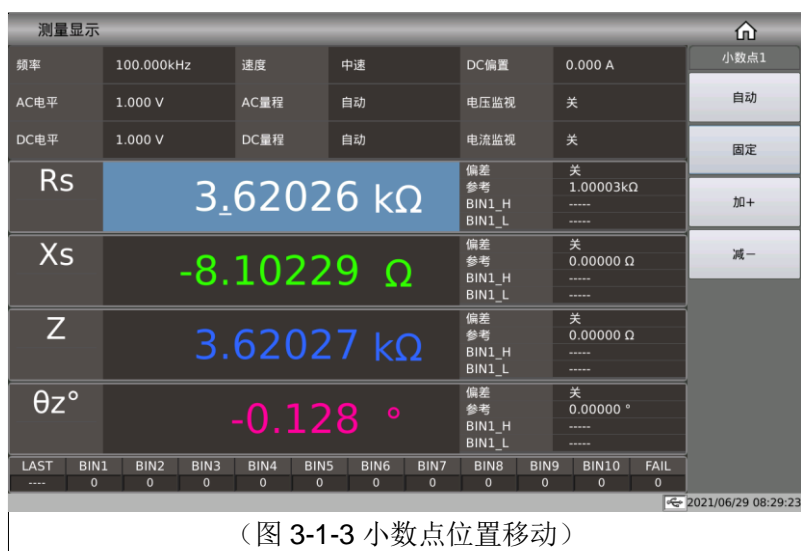 测量显示
小数点1
频率 100.000kHz 速度 中速 DC偏置 0.000 A
AC电平 1.000 V AC量程 自动 电压监视 关
DC电平 1.000 V DC量程 自动 电流监视 关
自动
固定
加+
减−
Rs 3.62026 kΩ
偏差 关
参考 1.00003kΩ
BIN1_H -----
BIN1_L -----
Xs -8.10229 Ω
偏差 关
参考 0.00000 Ω
BIN1_H -----
BIN1_L -----
Z 3.62027 kΩ
偏差 关
参考 0.00000 Ω
BIN1_H -----
BIN1_L -----
θz° -0.128 °
偏差 关
参考 0.00000 °
BIN1_H -----
BIN1_L -----
LAST BIN1 BIN2 BIN3 BIN4 BIN5 BIN6 BIN7 BIN8 BIN9 BIN10 FAIL
---- 0 0 0 0 0 0 0 0 0 0 0
2021/06/29 08:29:23
（图 3-1-3 小数点位置移动）